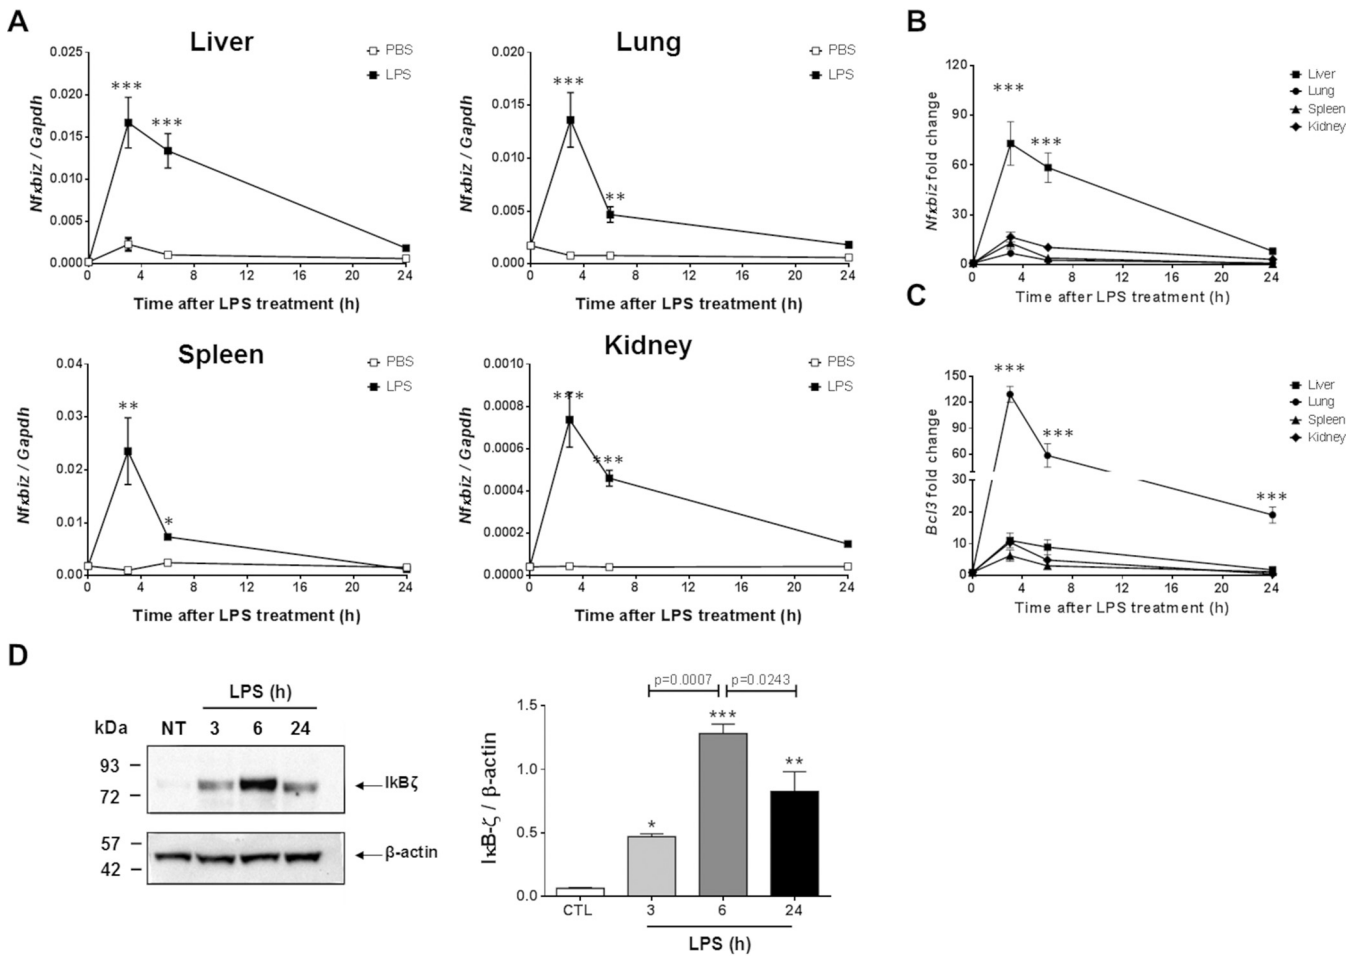 A
Liver
PBS
LPS
Nfκbiz / Gapdh
0.025
0.020
0.015
0.010
0.005
0.000
***
***
0 4 8 12 16 20 24
Time after LPS treatment (h)
Lung
PBS
LPS
Nfκbiz / Gapdh
0.020
0.015
0.010
0.005
0.000
***
**
0 4 8 12 16 20 24
Time after LPS treatment (h)
B
Nfκbiz fold change
120
90
60
30
0
***
***
Liver
Lung
Spleen
Kidney
0 4 8 12 16 20 24
Time after LPS treatment (h)
Spleen
PBS
LPS
Nfκbiz / Gapdh
0.04
0.03
0.02
0.01
0.00
**
*
0 4 8 12 16 20 24
Time after LPS treatment (h)
Kidney
PBS
LPS
Nfκbiz / Gapdh
0.0010
0.0008
0.0006
0.0004
0.0002
0.0000
***
***
0 4 8 12 16 20 24
Time after LPS treatment (h)
C
Bcl3 fold change
150
120
90
60
30
20
10
0
***
***
***
Liver
Lung
Spleen
Kidney
0 4 8 12 16 20 24
Time after LPS treatment (h)
D
LPS (h)
kDa NT 3 6 24
93
72
IkBζ
57
42
β-actin
p=0.0007 p=0.0243
IκB-ζ / β-actin
1.5
1.0
0.5
0.0
*
***
**
CTL 3 6 24
LPS (h)